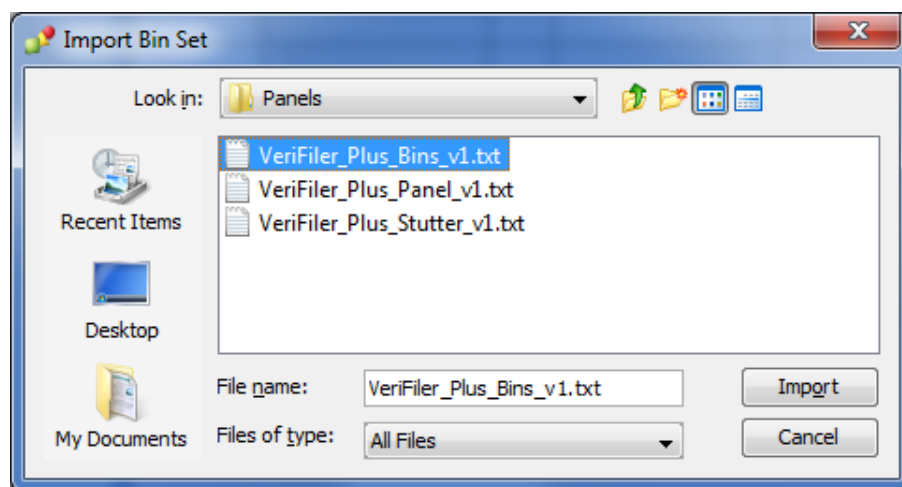 Import Bin Set
Look in: Panels
VeriFiler_Plus_Bins_v1.txt
VeriFiler_Plus_Panel_v1.txt
VeriFiler_Plus_Stutter_v1.txt
Recent Items
Desktop
My Documents
File name: VeriFiler_Plus_Bins_v1.txt Import
Files of type: All Files Cancel